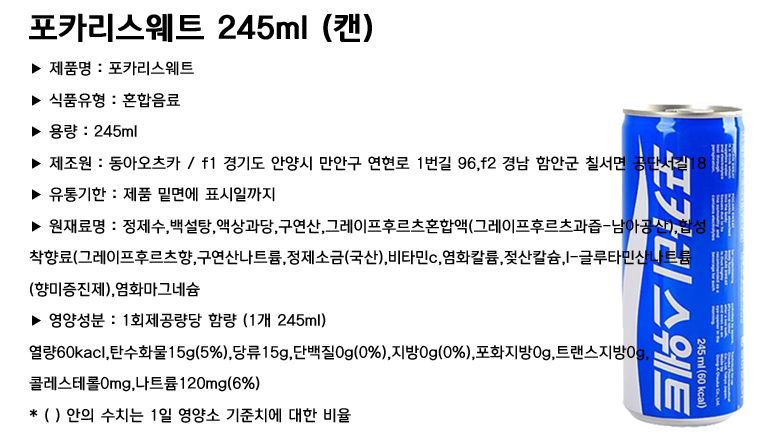 포카리스웨트 245ml (캔)
▶ 제품명 : 포카리스웨트
▶ 식품유형 : 혼합음료
▶ 용량 : 245ml
▶ 제조원 : 동아오츠카 / f1 경기도 안양시 만안구 연현로 1번길 96,f2 경남 함안군 칠서면 공단서길18
▶ 유통기한 : 제품 밑면에 표시일까지
▶ 원재료명 : 정제수,백설탕,액상과당,구연산,그레이프후르츠혼합액(그레이프후르츠과즙-남아공산),합성
착향료(그레이프후르츠향,구연산나트륨,정제소금(국산),비타민c,염화칼륨,젖산칼슘,l-글루타민산나트륨
(향미증진제),염화마그네슘
▶ 영양성분 : 1회제공량당 함량 (1개 245ml)
열량60kacl,탄수화물15g(5%),당류15g,단백질0g(0%),지방0g(0%),포화지방0g,트랜스지방0g,
콜레스테롤0mg,나트륨120mg(6%)
* ( ) 안의 수치는 1일 영양소 기준치에 대한 비율
포카리스웨트
245 ml (60 kcal)